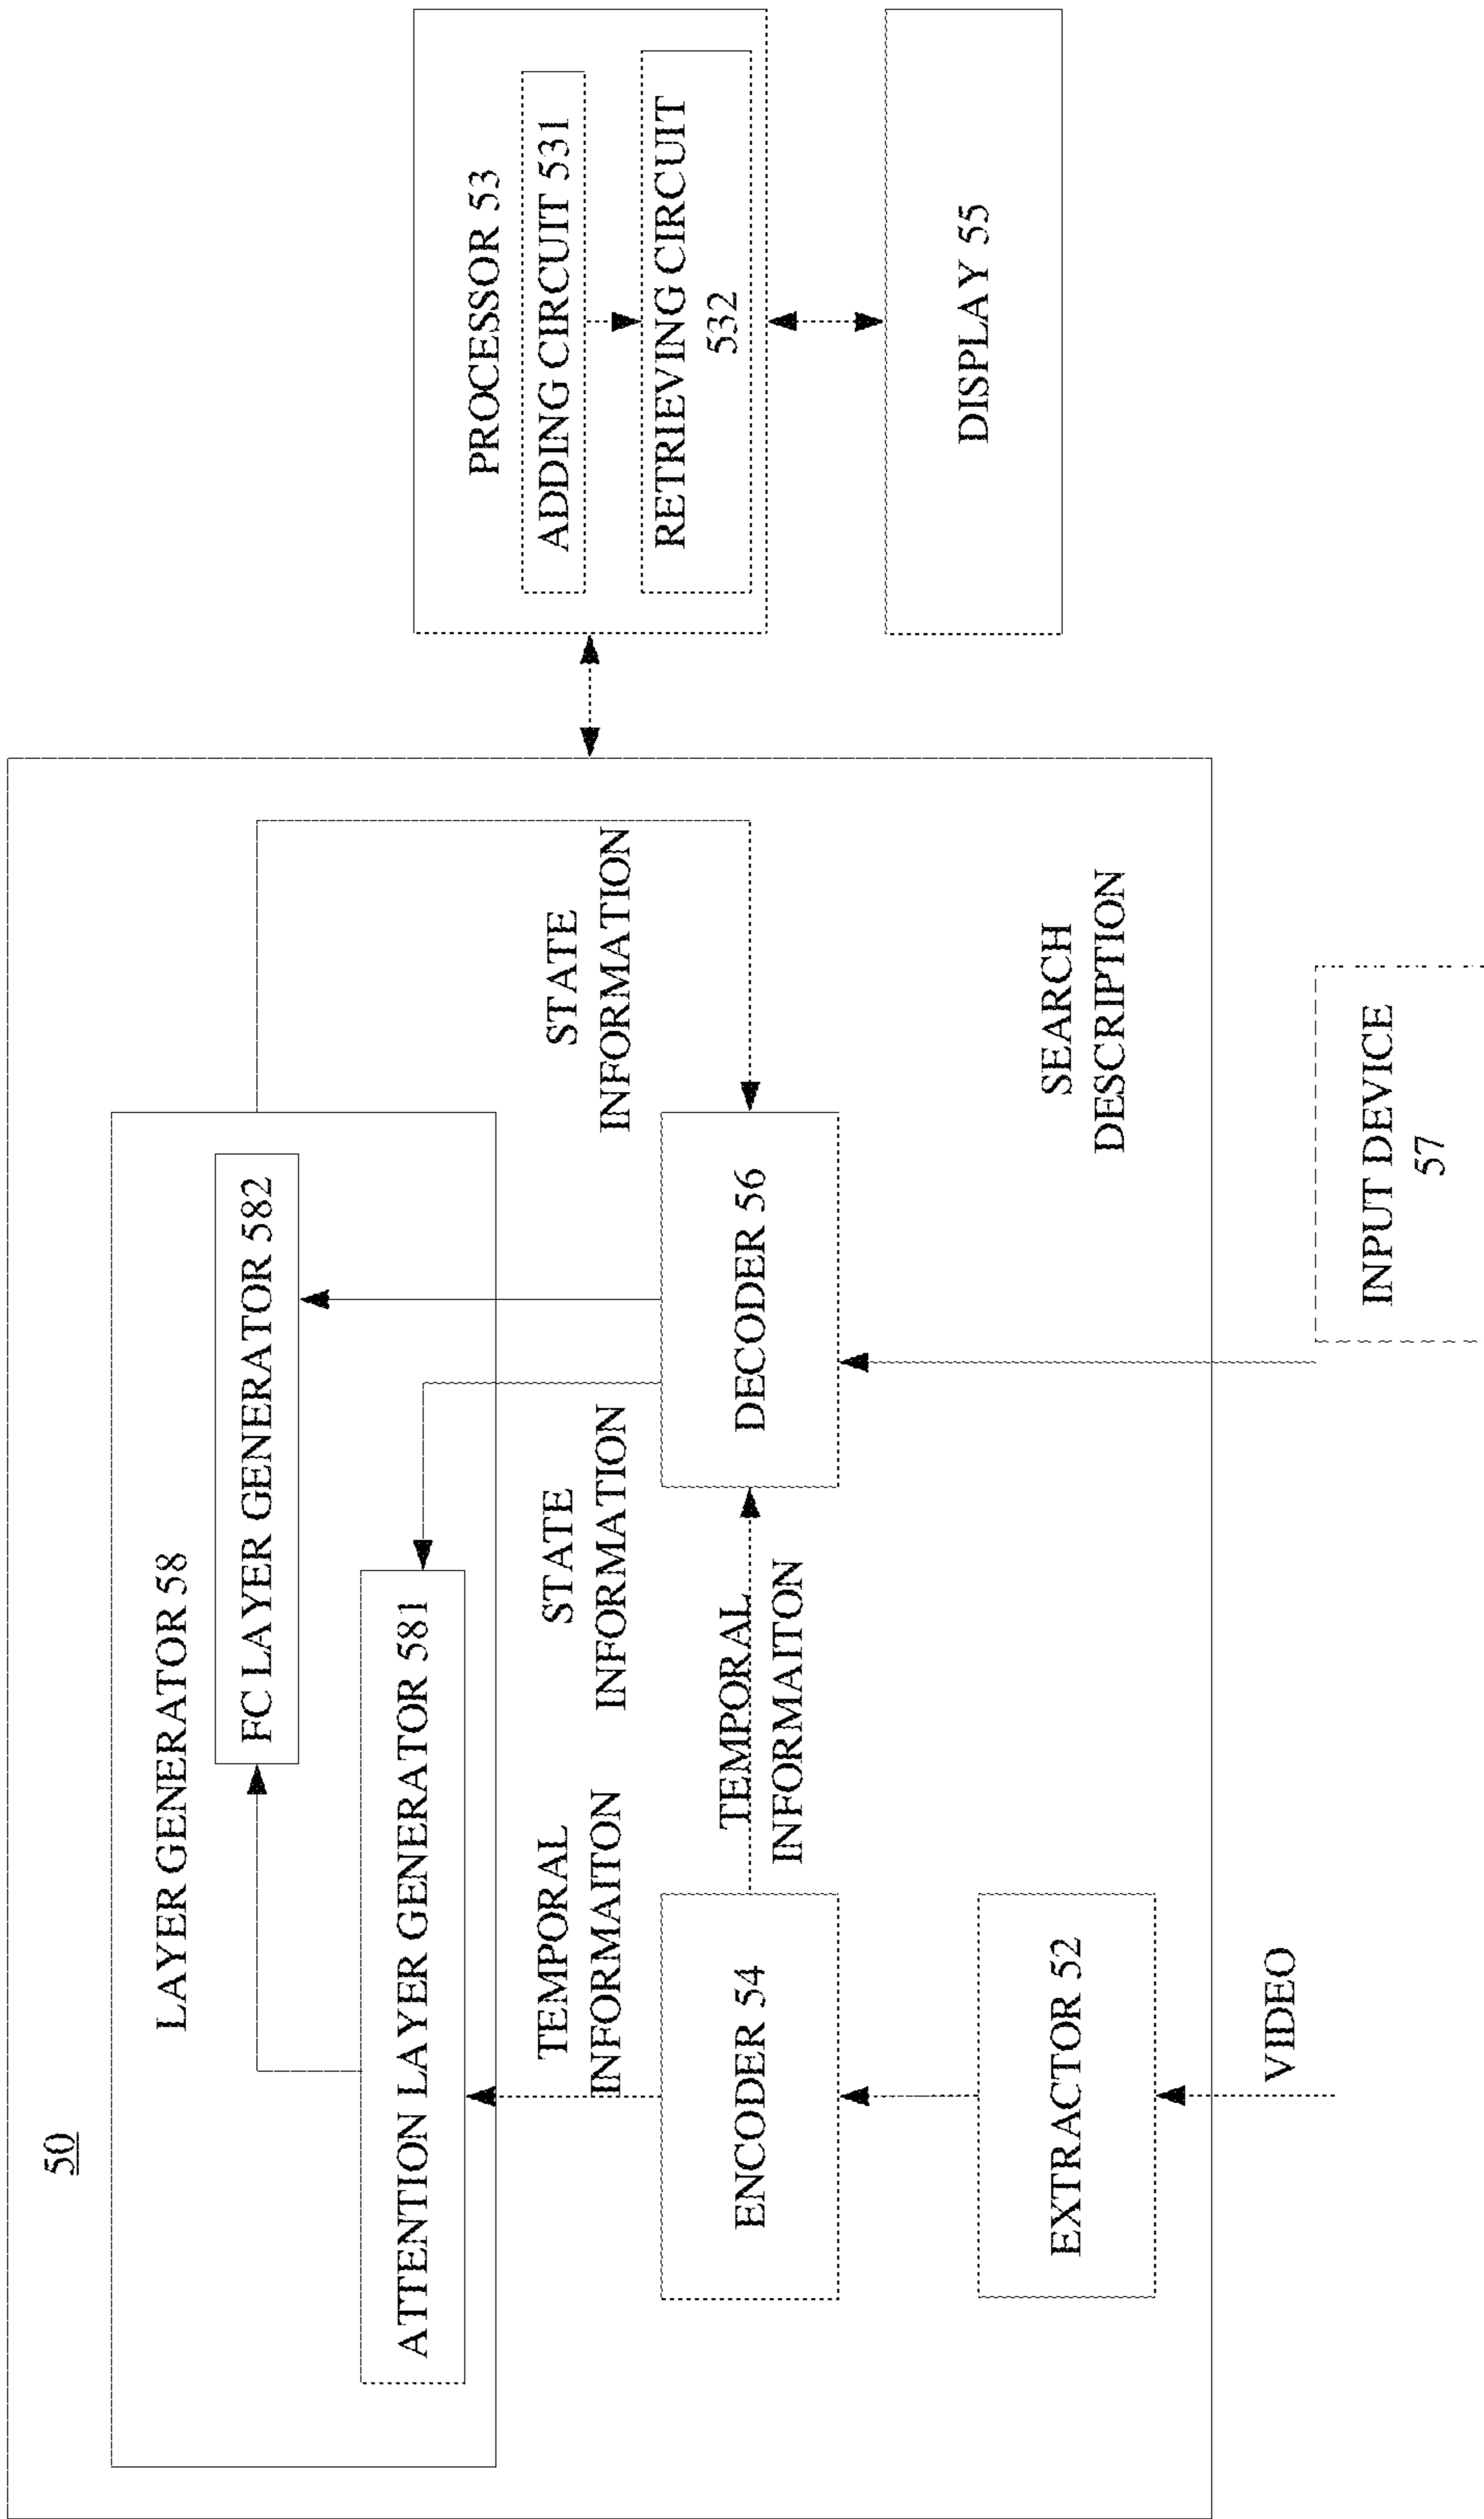 50
LAYER GENERATOR 58
FC LAYER GENERATOR 582
ATTENTION LAYER GENERATOR 581
TEMPORAL
INFORMAITON
STATE
INFORMATION
STATE
INFORMATION
ENCODER 54
TEMPORAL
INFORMAITON
DECODER 56
EXTRACTOR 52
SEARCH
DESCRIPTION
VIDEO
INPUT DEVICE
57
PROCESSOR 53
ADDING CIRCUIT 531
RETRIEVING CIRCUIT
532
DISPLAY 55